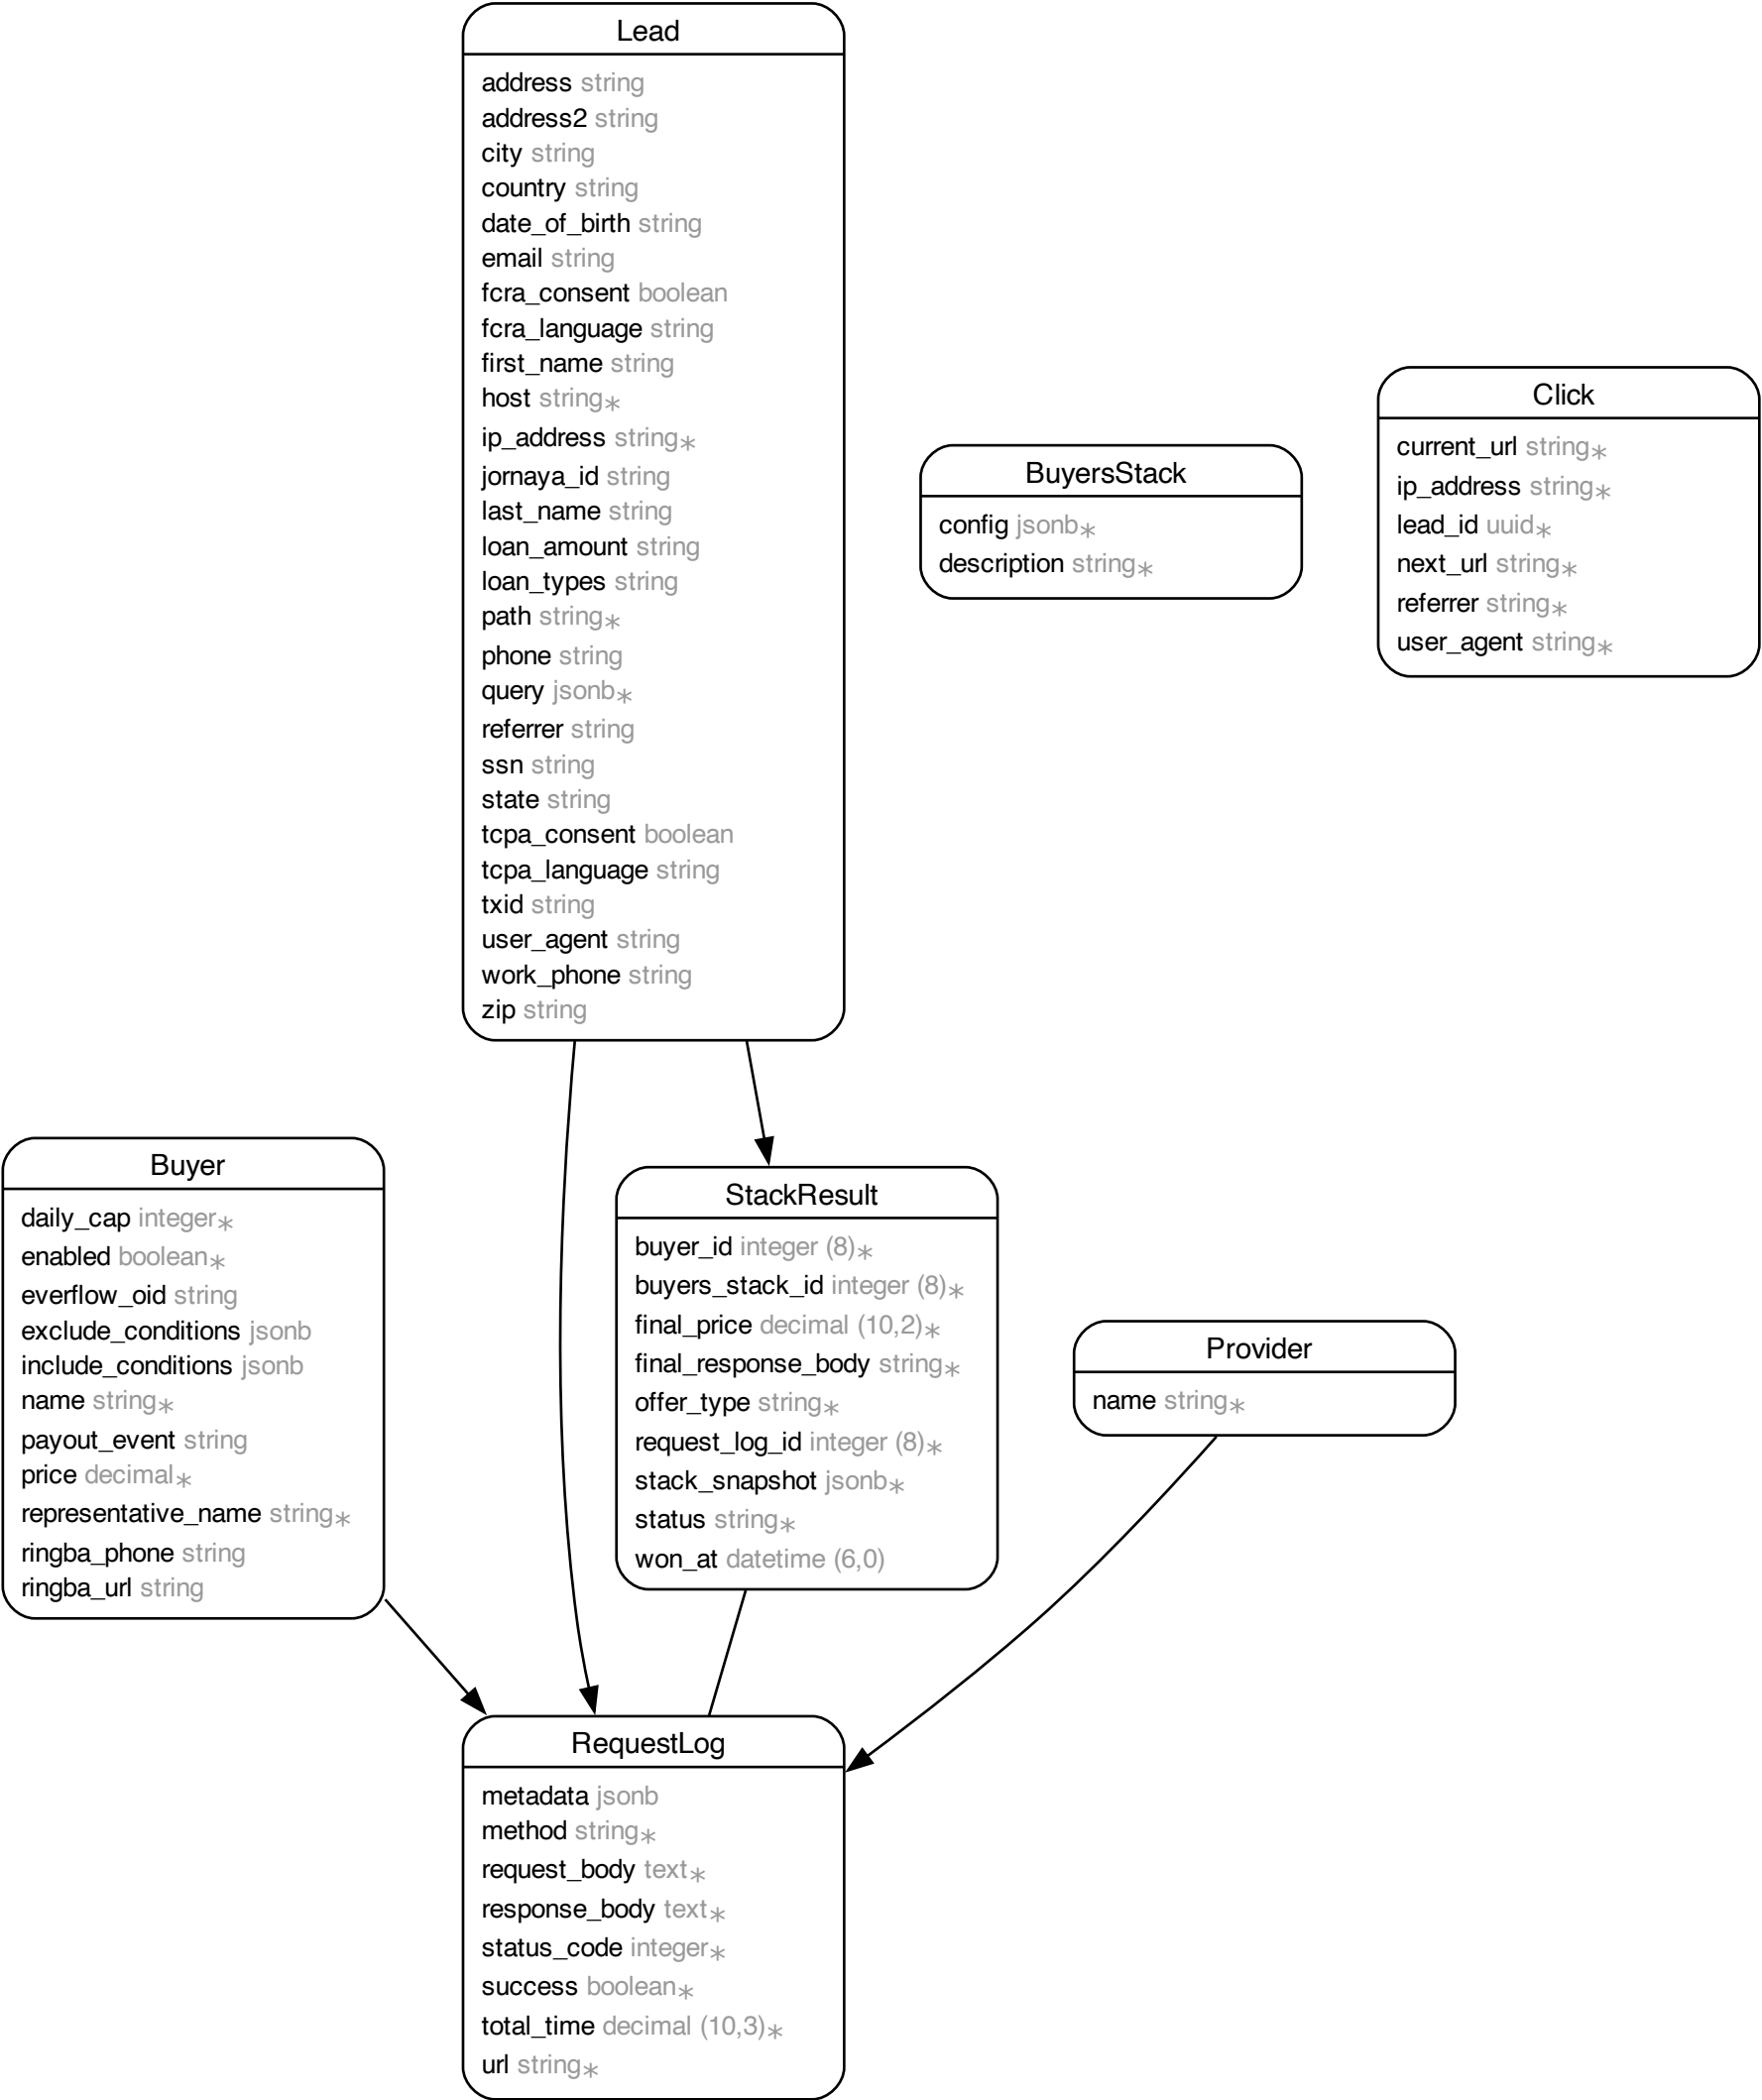 Lead
address string
address2 string
city string
country string
date_of_birth string
email string
fcra_consent boolean
fcra_language string
first_name string
host string*
ip_address string*
jornaya_id string
last_name string
loan_amount string
loan_types string
path string*
phone string
query jsonb*
referrer string
ssn string
state string
tcpa_consent boolean
tcpa_language string
txid string
user_agent string
work_phone string
zip string
BuyersStack
config jsonb*
description string*
Click
current_url string*
ip_address string*
lead_id uuid*
next_url string*
referrer string*
user_agent string*
Buyer
daily_cap integer*
enabled boolean*
everflow_oid string
exclude_conditions jsonb
include_conditions jsonb
name string*
payout_event string
price decimal*
representative_name string*
ringba_phone string
ringba_url string
StackResult
buyer_id integer (8)*
buyers_stack_id integer (8)*
final_price decimal (10,2)*
final_response_body string*
offer_type string*
request_log_id integer (8)*
stack_snapshot jsonb*
status string*
won_at datetime (6,0)
Provider
name string*
RequestLog
metadata jsonb
method string*
request_body text*
response_body text*
status_code integer*
success boolean*
total_time decimal (10,3)*
url string*